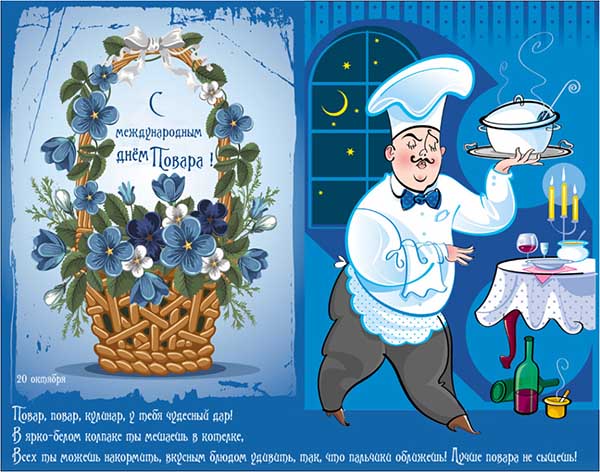 С
международным
днём Повара !
20 октября
Повар, повар, кулинар, у тебя чудесный дар!
В ярко-белом колпаке ты мешаешь в котелке,
Всех ты можешь накормить, вкусным блюдом удивить, так, что пальчики оближешь! Лучше повара не сыщешь!